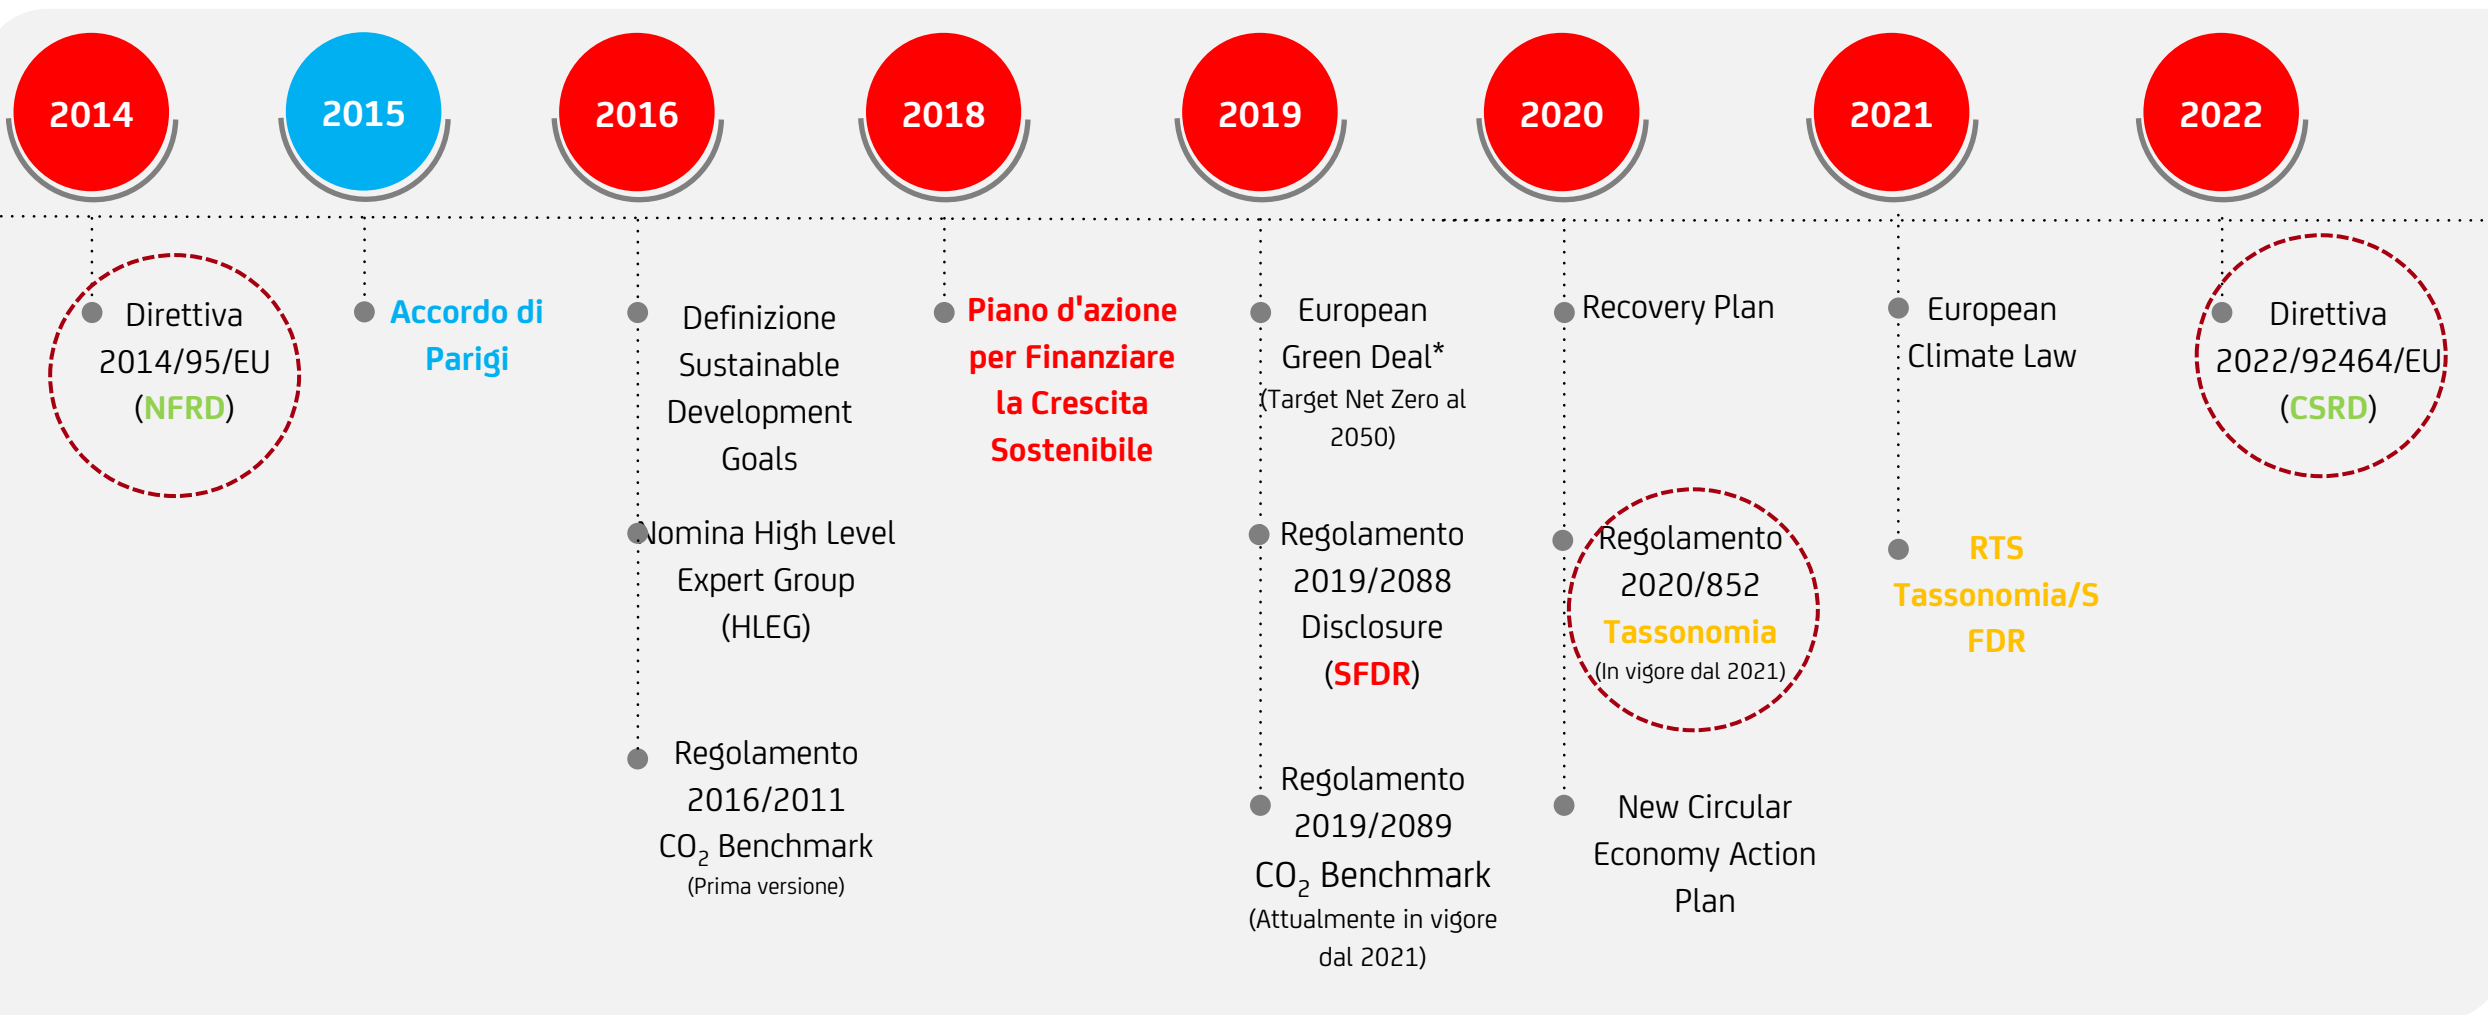 2014
2015
2016
2018
2019
2020
2021
2022
Direttiva
2014/95/EU
(NFRD)
Accordo di
Parigi
Definizione
Sustainable
Development
Goals
Nomina High Level
Expert Group
(HLEG)
Regolamento
2016/2011
CO₂ Benchmark
(Prima versione)
Piano d'azione
per Finanziare
la Crescita
Sostenibile
European
Green Deal*
(Target Net Zero al
2050)
Regolamento
2019/2088
Disclosure
(SFDR)
Regolamento
2019/2089
CO₂ Benchmark
(Attualmente in vigore
dal 2021)
Recovery Plan
Regolamento
2020/852
Tassonomia
(In vigore dal 2021)
New Circular
Economy Action
Plan
European
Climate Law
RTS
Tassonomia/S
FDR
Direttiva
2022/92464/EU
(CSRD)